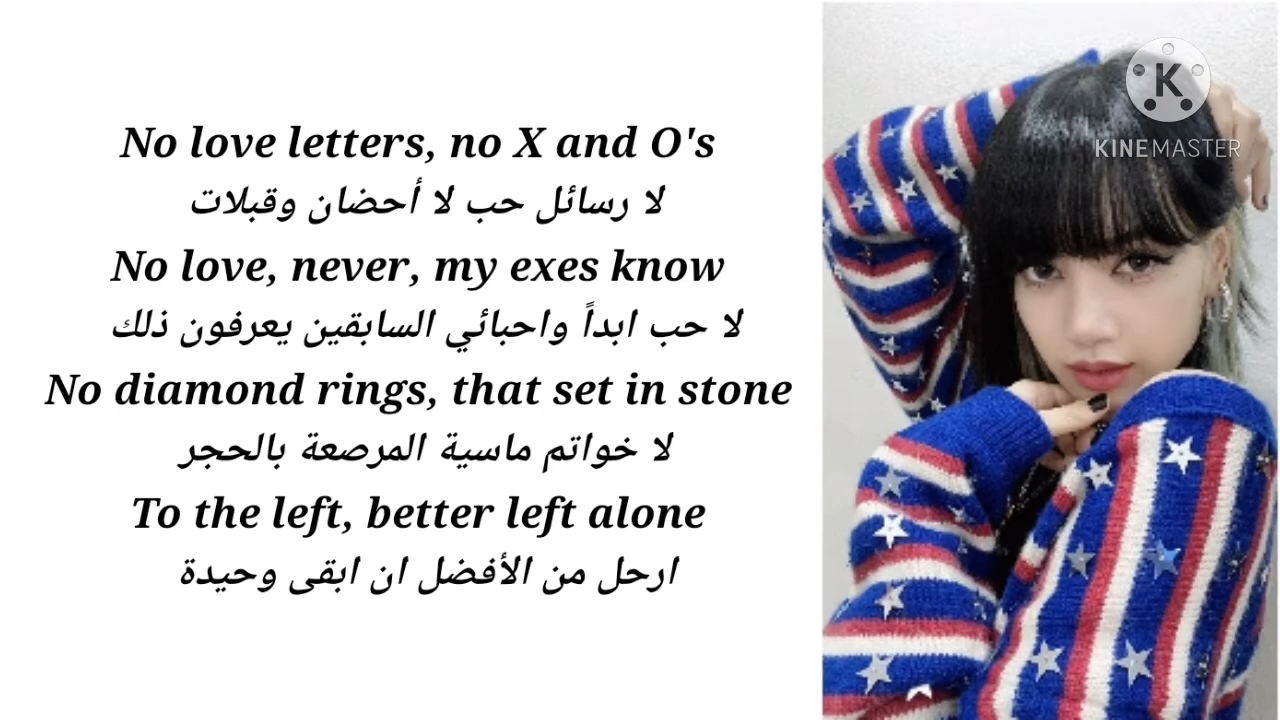 No love letters, no X and O's
لا رسائل حب لا أحضان وقبلات
No love, never, my exes know
لا حب ابداً واحبائي السابقين يعرفون ذلك
No diamond rings, that set in stone
لا خواتم ماسية المرصعة بالحجر
To the left, better left alone
ارحل من الأفضل ان ابقى وحيدة
K
KINEMASTER